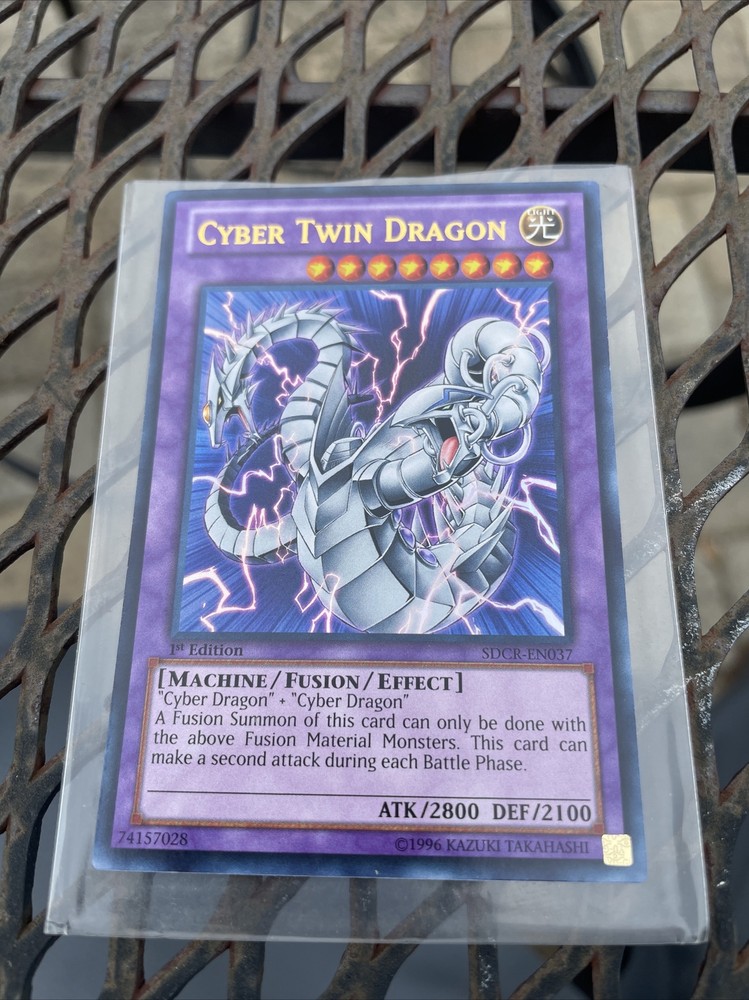 CYBER TWIN DRAGON
LIGHT
光
1st Edition
SDCR-EN037
[MACHINE/FUSION/EFFECT]
"Cyber Dragon" + "Cyber Dragon"
A Fusion Summon of this card can only be done with
the above Fusion Material Monsters. This card can
make a second attack during each Battle Phase.
ATK/2800 DEF/2100
74157028
©1996 KAZUKI TAKAHASHI